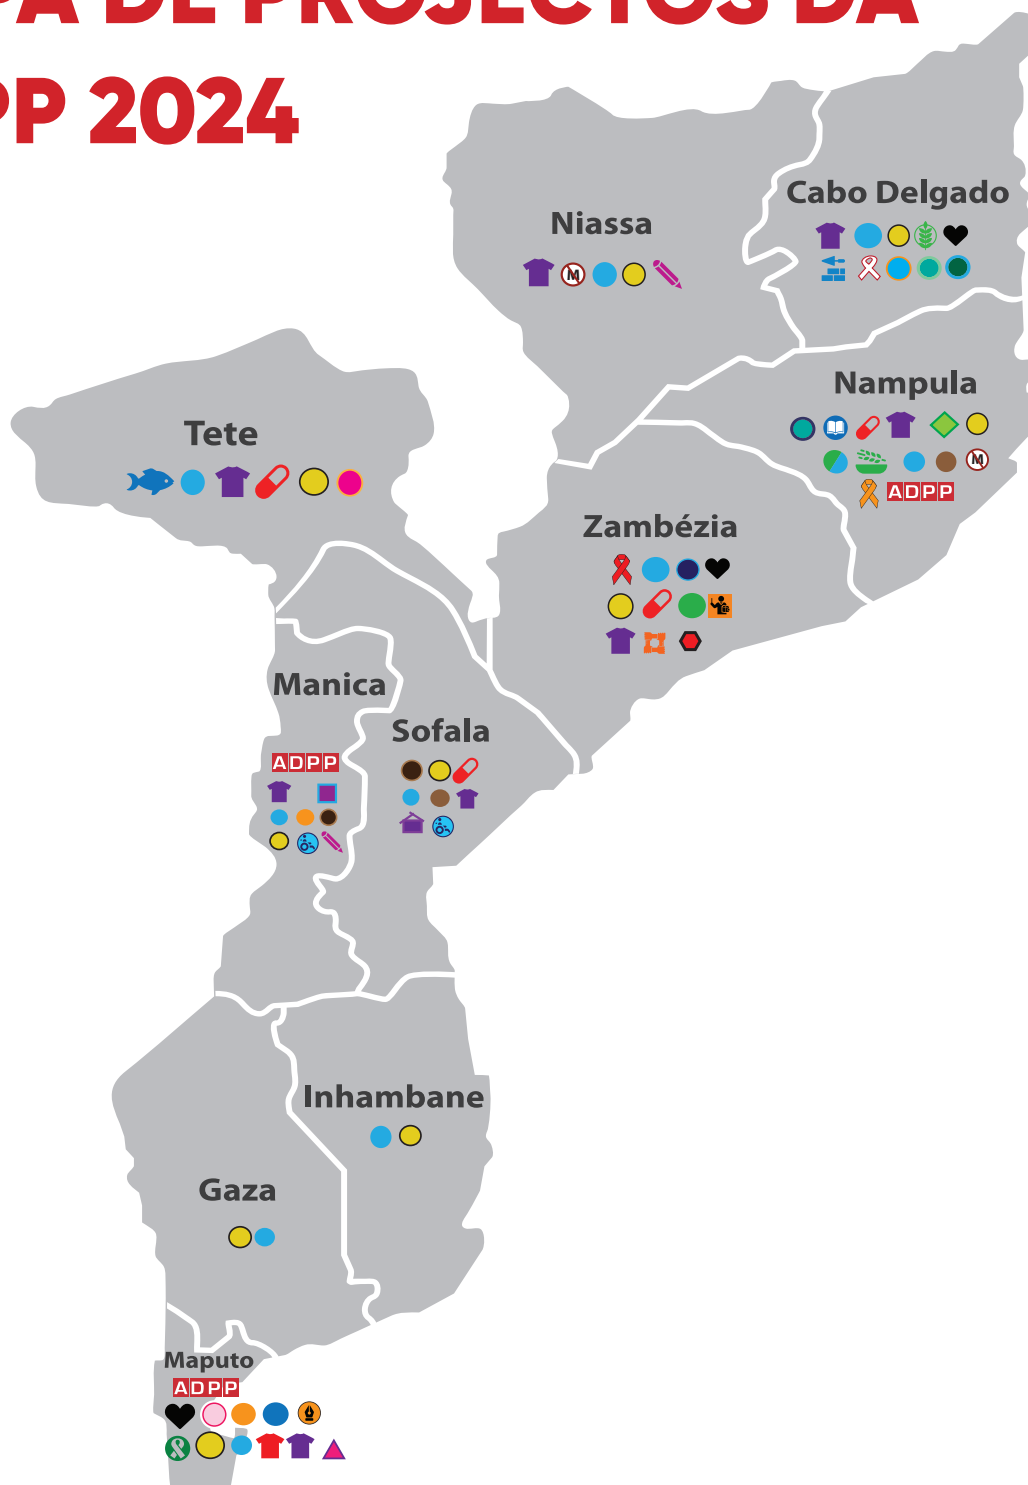 PA DE PROJECTOS DA
PP 2024
Cabo Delgado
Niassa
M
Nampula
M
ADPP
Tete
Zambézia
Manica
ADPP
Sofala
Inhambane
Gaza
Maputo
ADPP